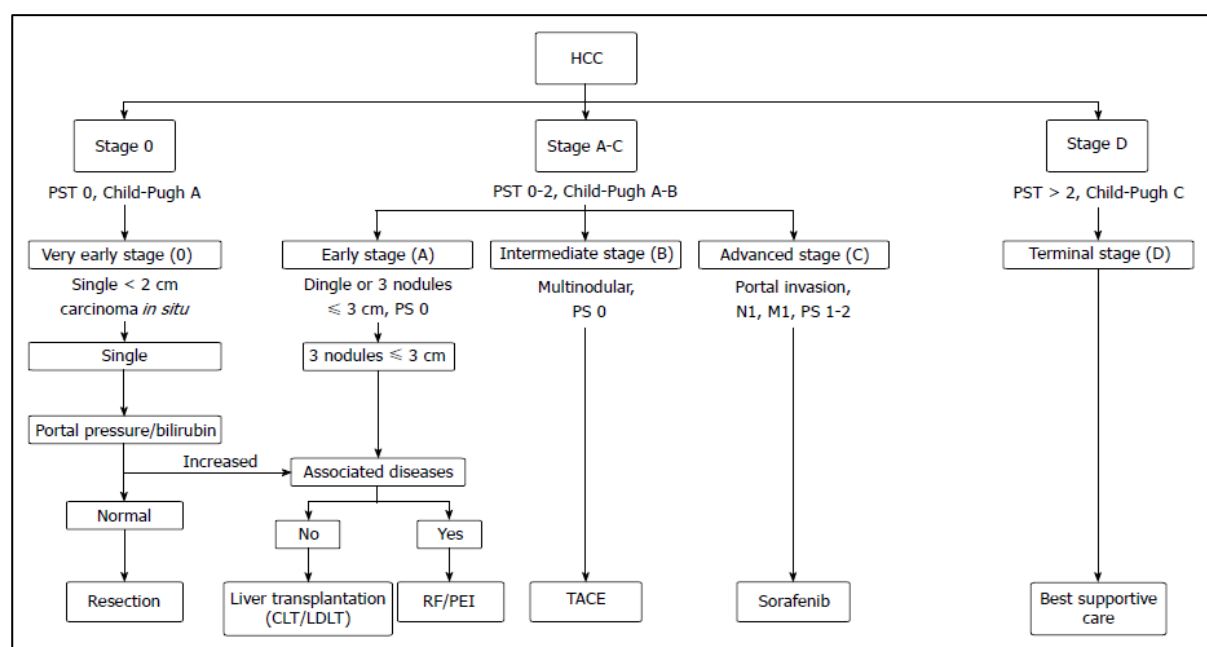 HCC
Stage 0
Stage A-C
Stage D
PST 0, Child-Pugh A
PST 0-2, Child-Pugh A-B
PST > 2, Child-Pugh C
Very early stage (0)
Early stage (A)
Intermediate stage (B)
Advanced stage (C)
Terminal stage (D)
Single < 2 cm
carcinoma in situ
Dingle or 3 nodules
⩽ 3 cm, PS 0
Multinodular,
PS 0
Portal invasion,
N1, M1, PS 1-2
Single
3 nodules ⩽ 3 cm
Portal pressure/bilirubin
Increased
Associated diseases
Normal
No
Yes
Resection
Liver transplantation
(CLT/LDLT)
RF/PEI
TACE
Sorafenib
Best supportive
care